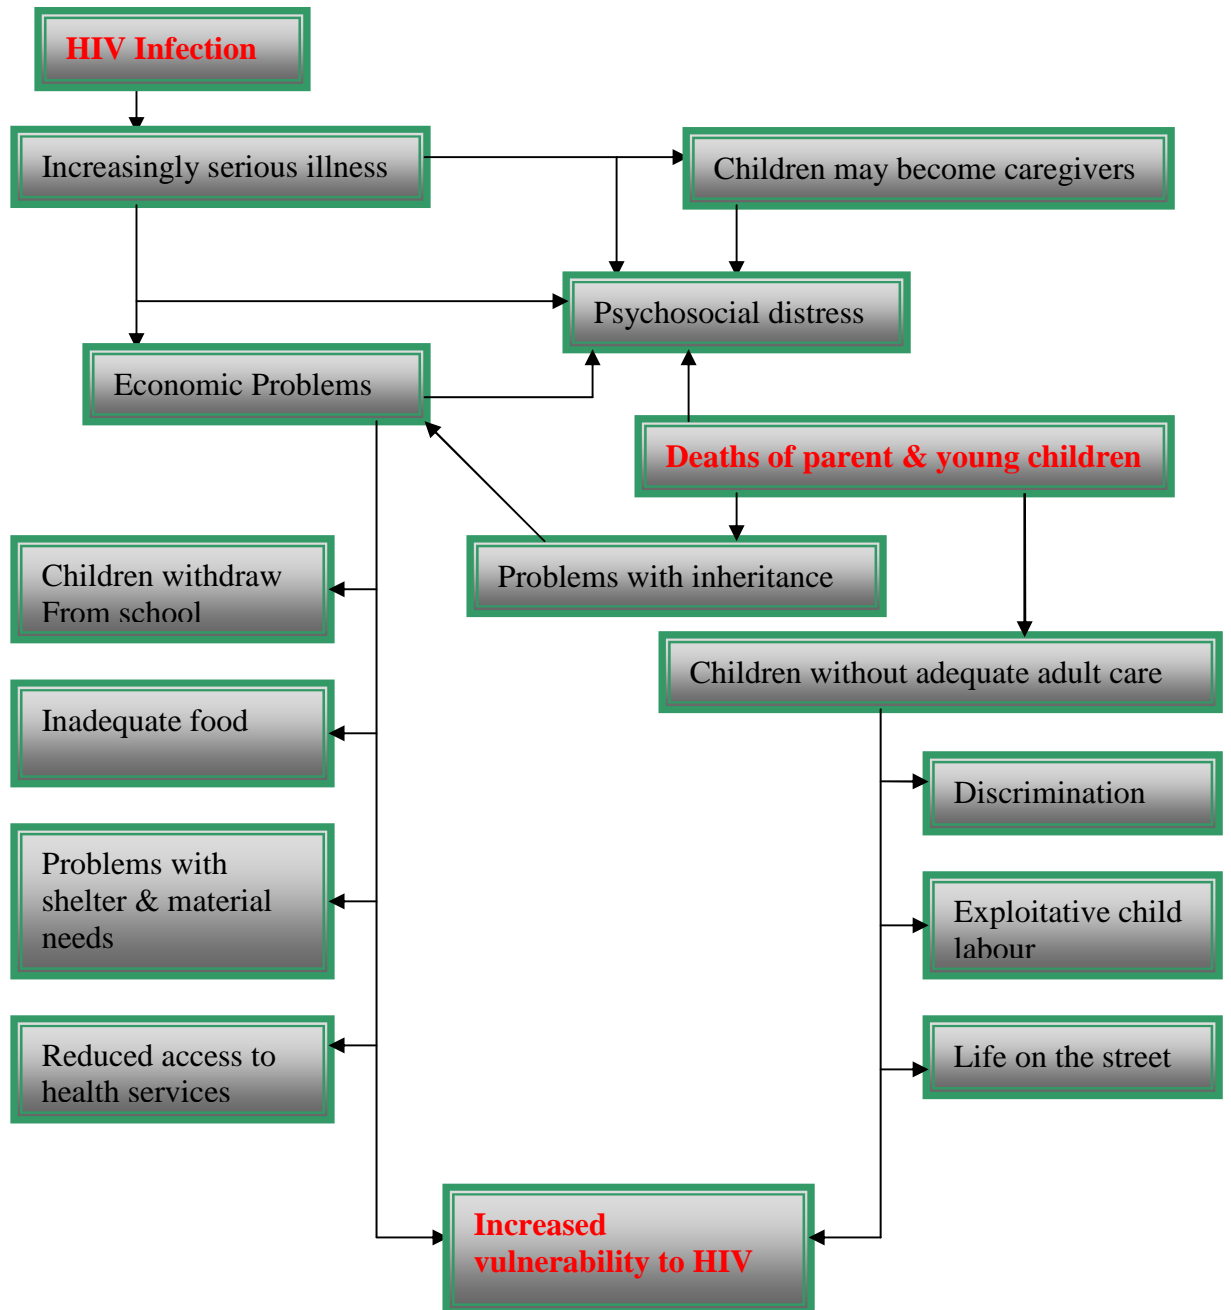 HIV Infection
Increasingly serious illness
Children may become caregivers
Psychosocial distress
Economic Problems
Deaths of parent & young children
Children withdraw
From school
Problems with inheritance
Children without adequate adult care
Inadequate food
Discrimination
Problems with
shelter & material
needs
Exploitative child
labour
Reduced access to
health services
Life on the street
Increased
vulnerability to HIV